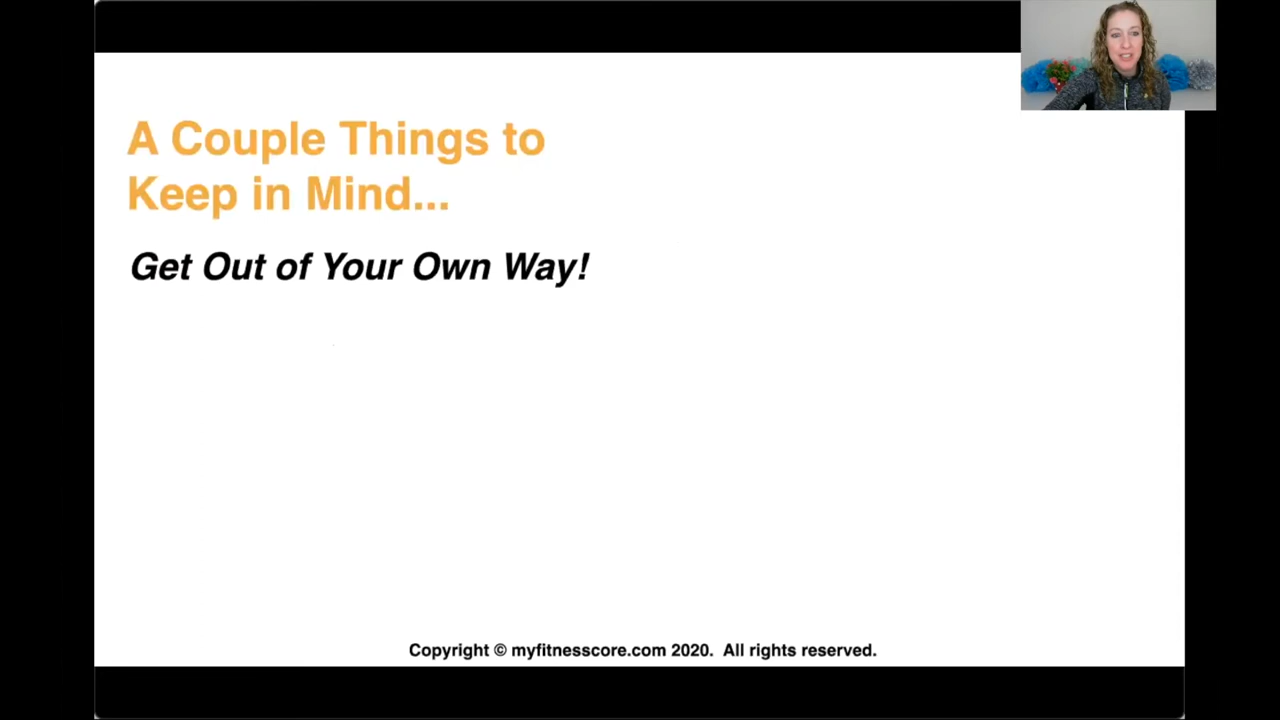 A Couple Things to
Keep in Mind...
Get Out of Your Own Way!
Copyright © myfitnesscore.com 2020.  All rights reserved.